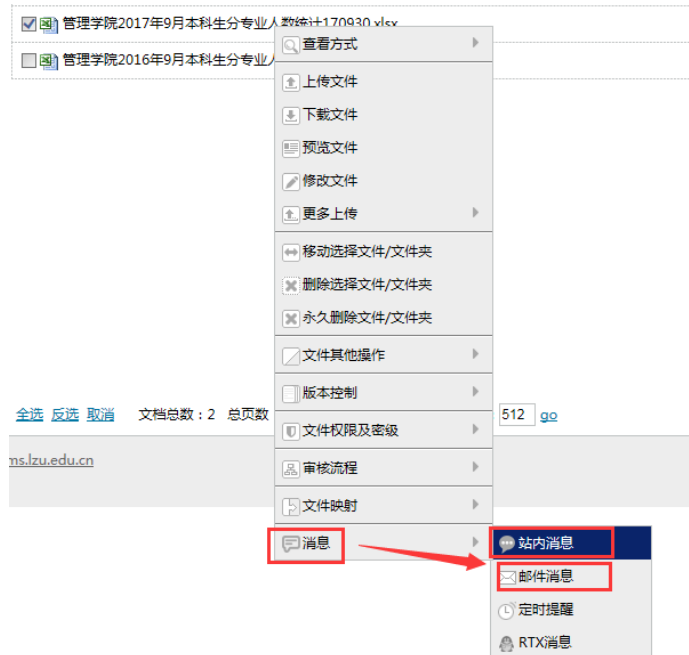 管理学院2017年9月本科生分专业人数统计170930.xlsx
管理学院2016年9月本科生分专业
查看方式
上传文件
下载文件
预览文件
修改文件
更多上传
移动选择文件/文件夹
删除选择文件/文件夹
永久删除文件/文件夹
文件其他操作
版本控制
全选 反选 取消 文档总数：2 总页数 512 go
文件权限及密级
ms.lzu.edu.cn
审核流程
文件映射
消息
站内消息
邮件消息
定时提醒
RTX消息